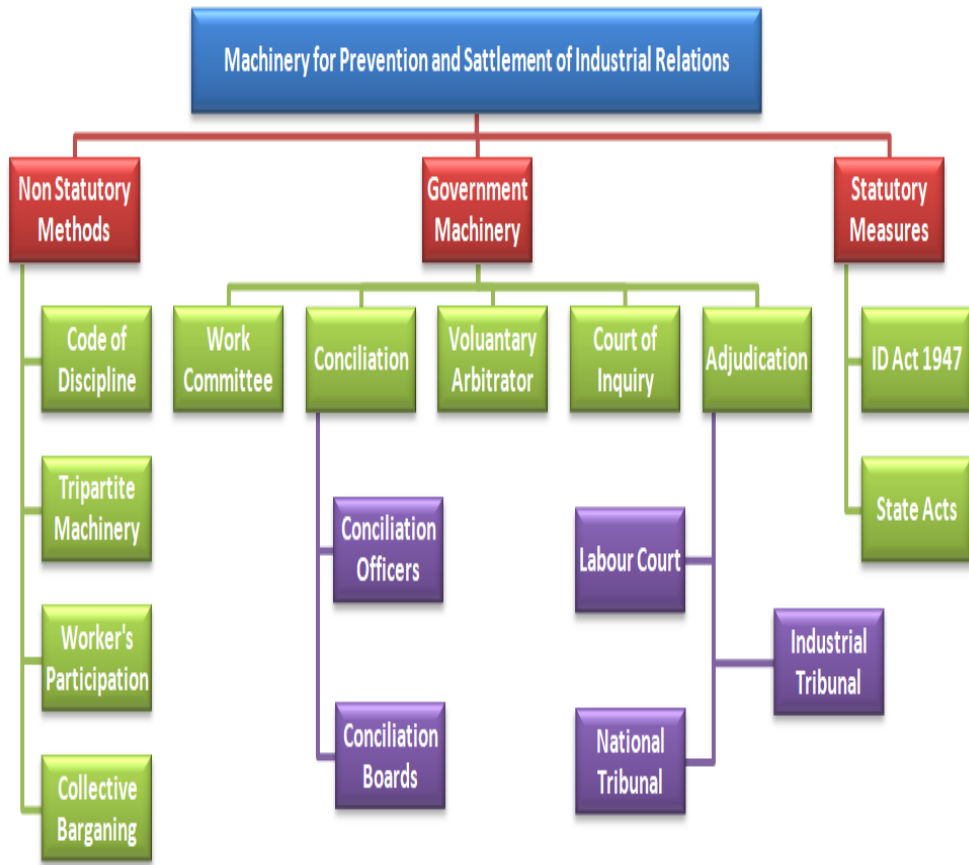 Machinery for Prevention and Sattlement of Industrial Relations
Non Statutory
Methods
Government
Machinery
Statutory
Measures
Code of
Discipline
Work
Committee
Conciliation
Voluantary
Arbitrator
Court of
Inquiry
Adjudication
ID Act 1947
Tripartite
Machinery
Conciliation
Officers
Labour Court
State Acts
Worker's
Participation
Industrial
Tribunal
Conciliation
Boards
National
Tribunal
Collective
Barganing